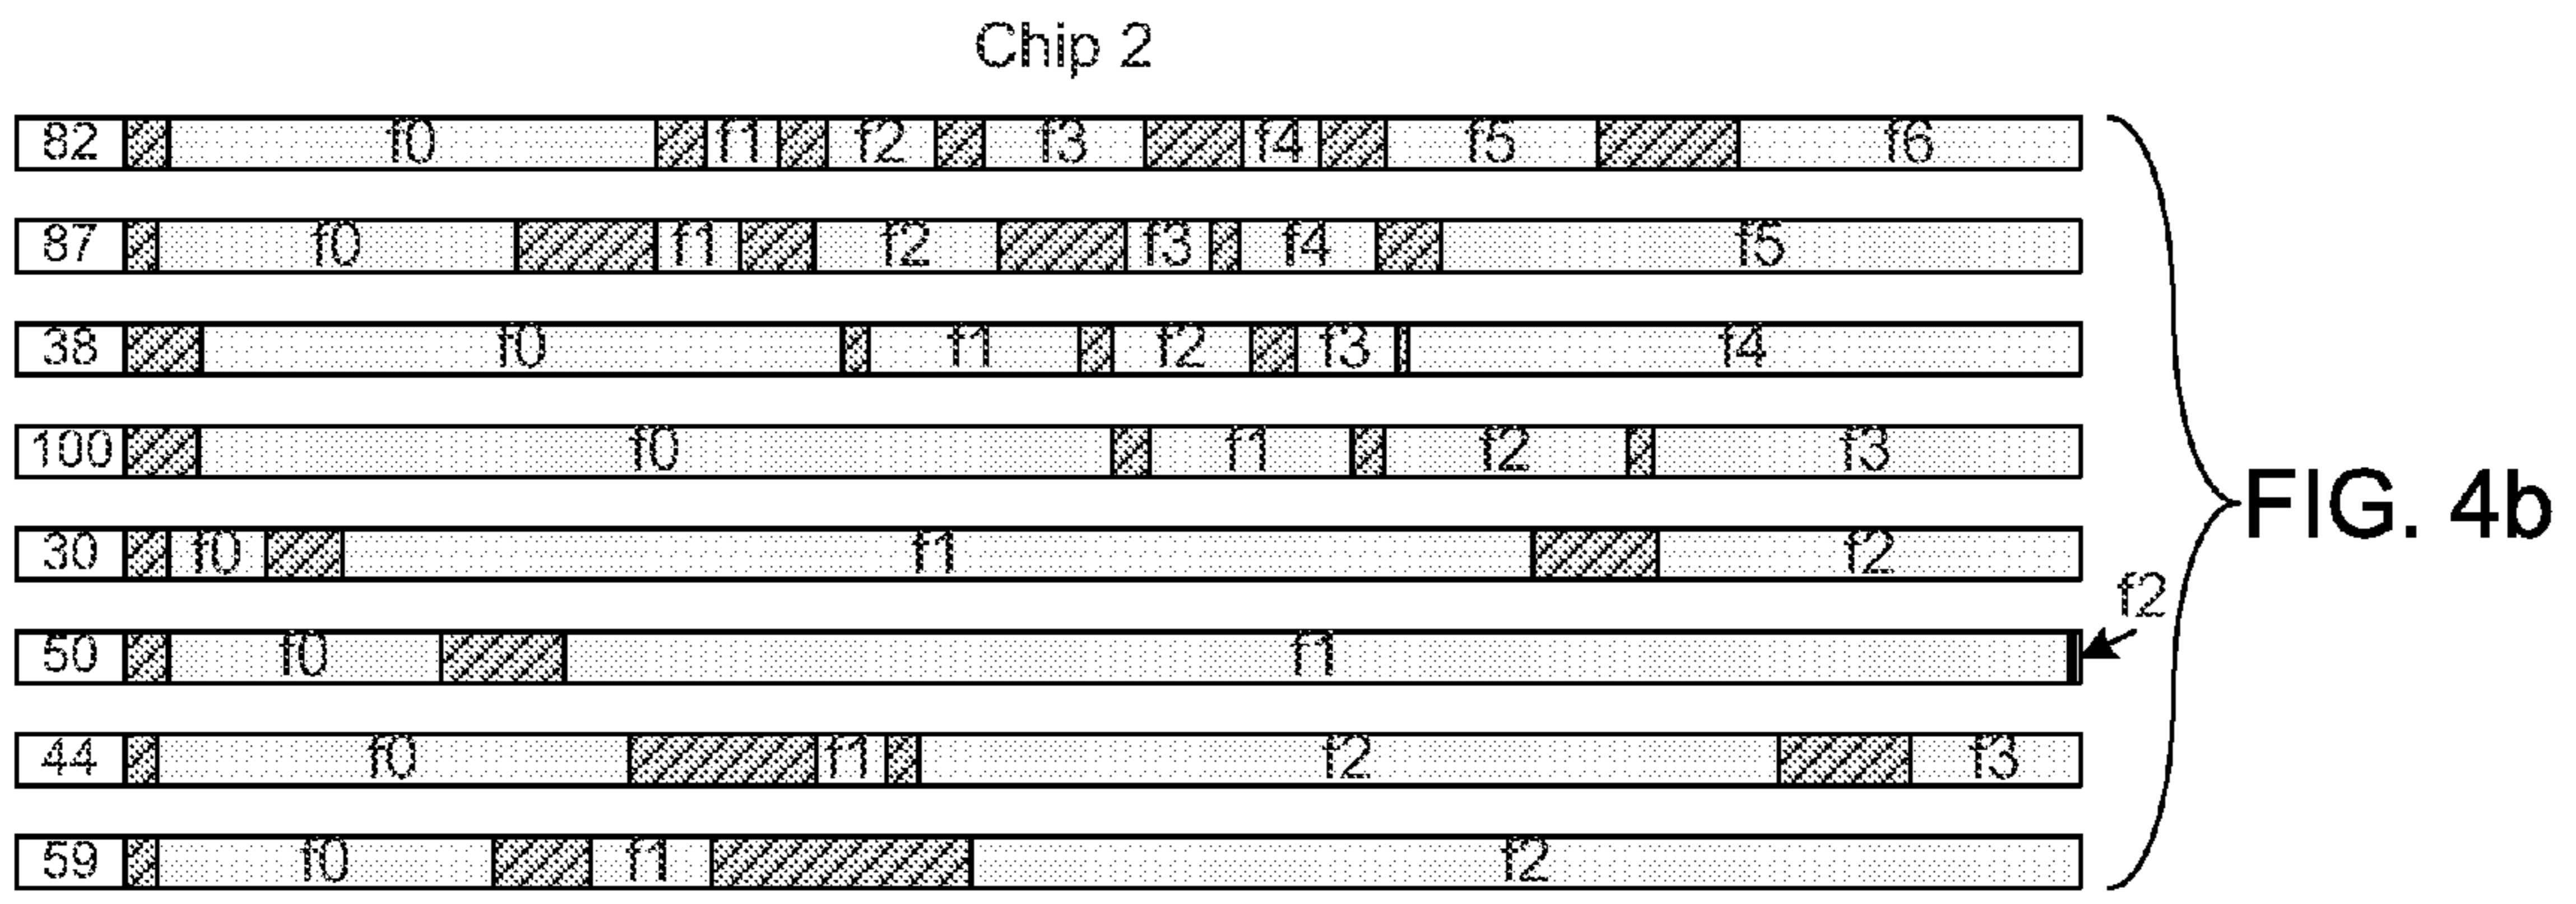 Chip 2
82 f0 f1 f2 f3 f4 f5 f6
87 f0 f1 f2 f3 f4 f5
38 f0 f1 f2 f3 f4
100 f0 f1 f2 f3
FIG. 4b
30 f0 f1 f2
f2
50 f0 f1
44 f0 f1 f2 f3
59 f0 f1 f2